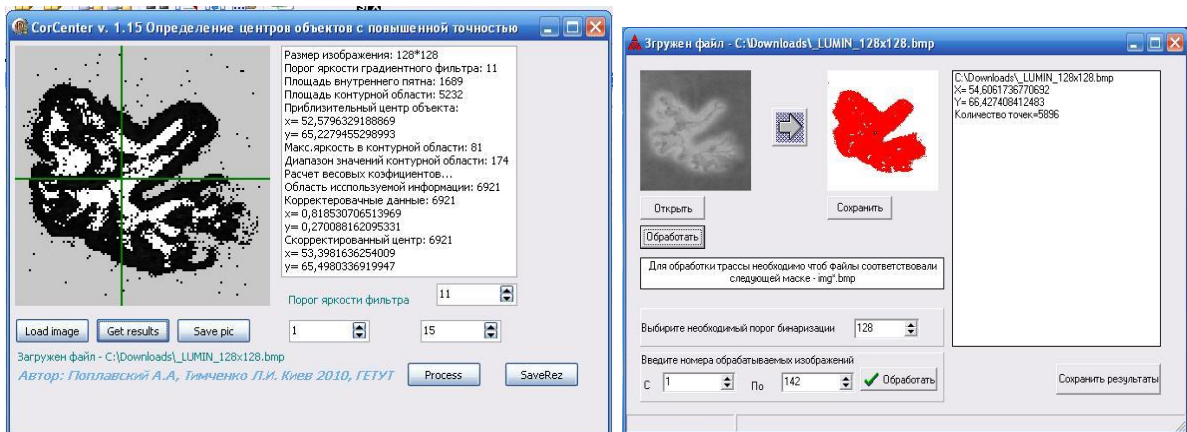 CorCenter v. 1.15 Определение центров объектов с повышенной точностью
Размер изображения: 128*128
Порог яркости градиентного фильтра: 11
Площадь внутреннего пятна: 1689
Площадь контурной области: 5232
Приблизительный центр объекта:
x= 52,5796329188869
y= 65,2279455298993
Макс.яркость в контурной области: 81
Диапазон значений контурной области: 174
Расчет весовых коэфициентов...
Область исспользуемой информации: 6921
Корректеровачные данные: 6921
x= 0,818530706513969
y= 0,270088162095331
Скорректированный центр: 6921
x= 53,3981636254009
y= 65,4980336919947
Порог яркости фильтра
11
Load image
Get results
Save pic
1
15
Загружен файл - C:\Downloads\_LUMIN_128x128.bmp
Автор: Поплавский А.А, Тимченко Л.И. Киев 2010, ГЕТУТ
Process
SaveRez
Згружен файл - C:\Downloads\_LUMIN_128x128.bmp
C:\Downloads\_LUMIN_128x128.bmp
X= 54,6061736770692
Y= 66,427408412483
Количество точек=5896
Открыть
Сохранить
Обработать
Для обработки трассы необходимо чтоб файлы соответствовали
следующей маске - img*.bmp
Выбирите необходимый порог бинаризации
128
Введите номера обрабатываемых изображений
С 1 По 142 Обработать
Сохранить результаты